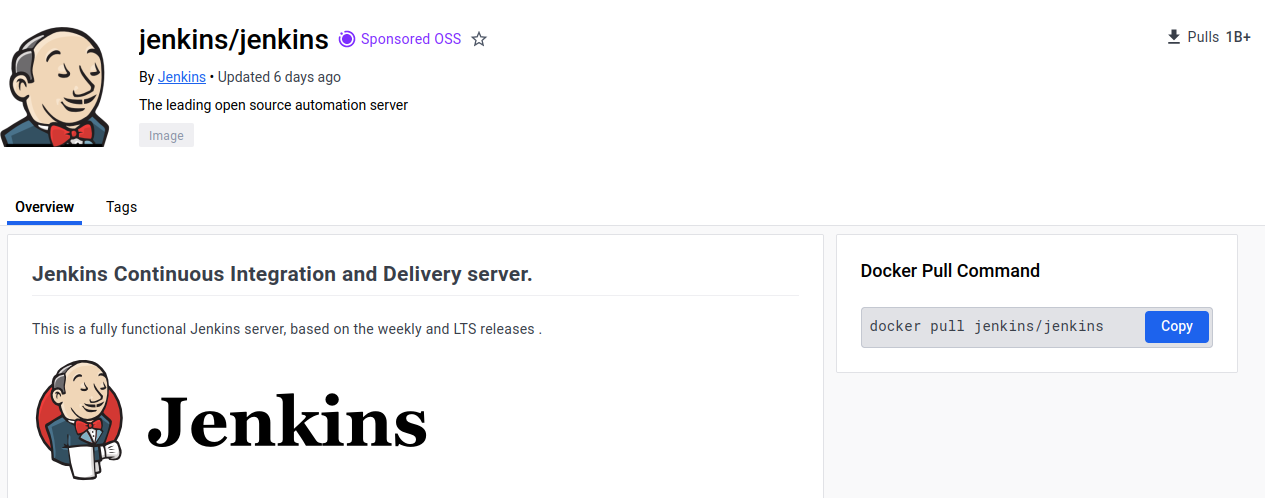 jenkins/jenkins Sponsored OSS
Pulls 1B+
By Jenkins • Updated 6 days ago
The leading open source automation server
Image
Overview Tags
Jenkins Continuous Integration and Delivery server.
This is a fully functional Jenkins server, based on the weekly and LTS releases .
Jenkins
Docker Pull Command
docker pull jenkins/jenkins Copy